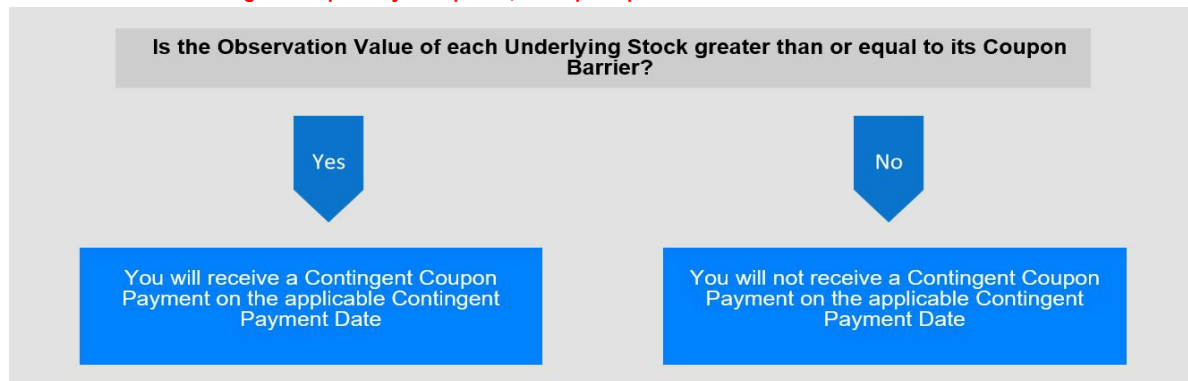 Is the Observation Value of each Underlying Stock greater than or equal to its Coupon
Barrier?
Yes
No
You will receive a Contingent Coupon
Payment on the applicable Contingent
Payment Date
You will not receive a Contingent Coupon
Payment on the applicable Contingent
Payment Date